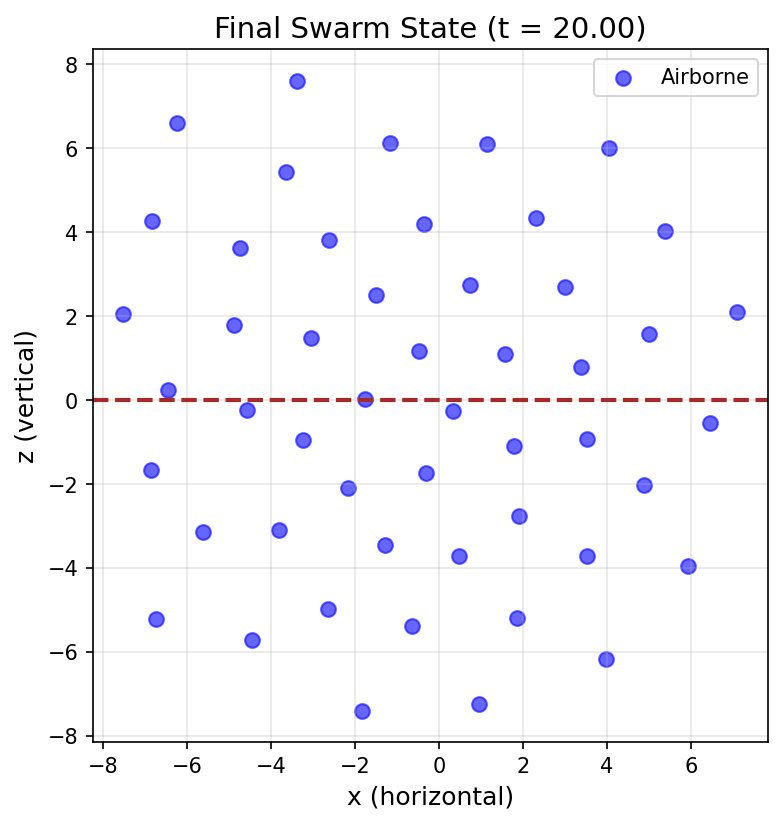 Final Swarm State (t = 20.00)
Airborne
8
6
4
2
0
−2
−4
−6
−8
z (vertical)
−8 −6 −4 −2 0 2 4 6
x (horizontal)